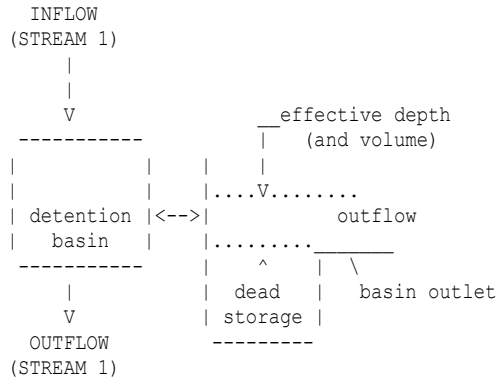 INFLOW
(STREAM 1)
effective depth
(and volume)
detention
basin
outflow
dead
storage
basin outlet
OUTFLOW
(STREAM 1)